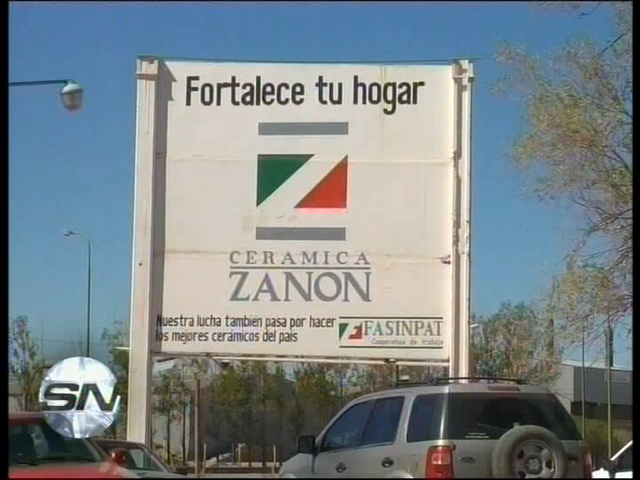 Fortalece tu hogar
CERAMICA
ZANON
Nuestra lucha también pasa por hacer
los mejores cerámicos del pais
FASINPAT
Cooperativa de trabajo
SN